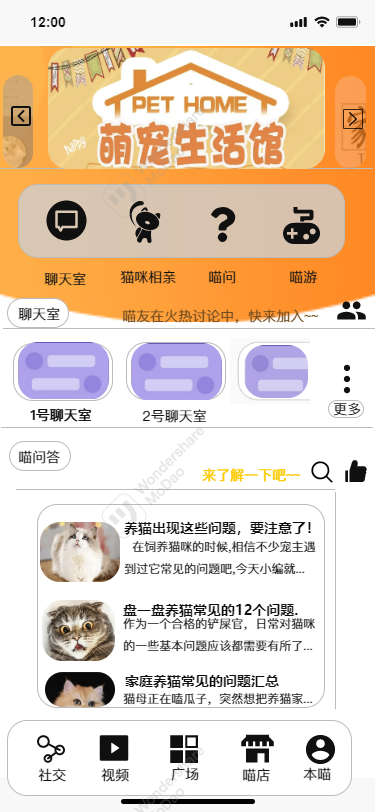 12:00
PET HOME
萌宠生活馆
happy
聊天室
猫咪相亲
喵问
喵游
聊天室
喵友在火热讨论中，快来加入~~
1号聊天室
2号聊天室
更多
喵问答
来了解一下吧~~
养猫出现这些问题，要注意了！
在饲养猫咪的时候,相信不少宠主遇
到过它常见的问题吧,今天小编就...
盘一盘养猫常见的12个问题.
作为一个合格的铲屎官，日常对猫咪
的一些基本问题应该都需要有所了...
家庭养猫常见的问题汇总
猫母正在嗑瓜子，突然想把养猫家...
社交
视频
广场
喵店
本喵
Wondershare
MoDao